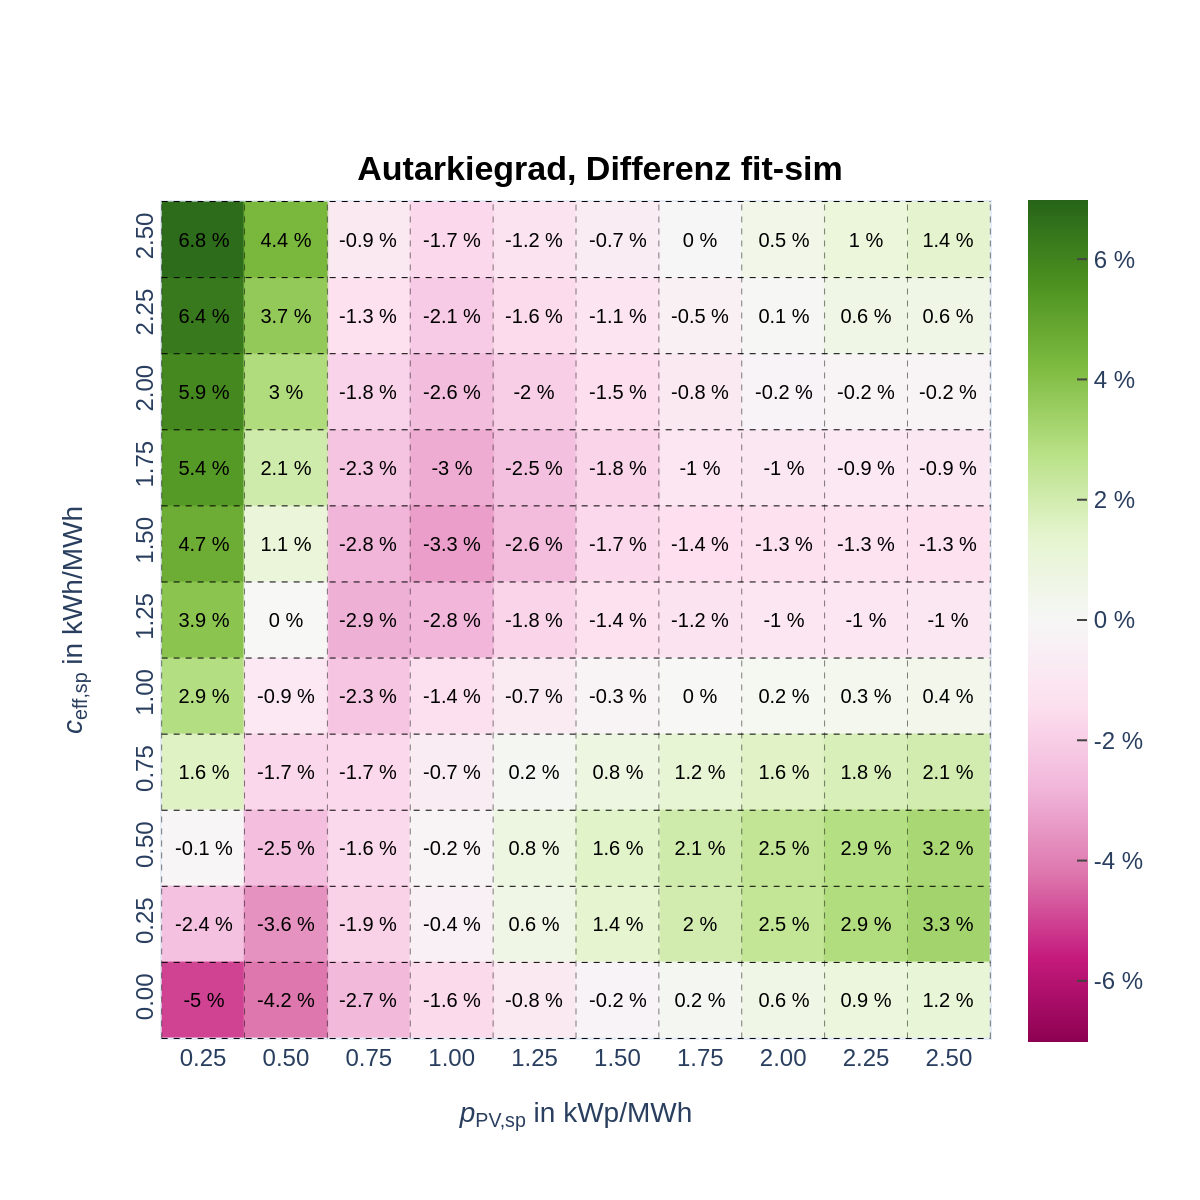 Autarkiegrad, Differenz fit-sim
2.50 6.8 % 4.4 % -0.9 % -1.7 % -1.2 % -0.7 % 0 % 0.5 % 1 % 1.4 %
2.25 6.4 % 3.7 % -1.3 % -2.1 % -1.6 % -1.1 % -0.5 % 0.1 % 0.6 % 0.6 %
2.00 5.9 % 3 % -1.8 % -2.6 % -2 % -1.5 % -0.8 % -0.2 % -0.2 % -0.2 %
1.75 5.4 % 2.1 % -2.3 % -3 % -2.5 % -1.8 % -1 % -1 % -0.9 % -0.9 %
1.50 4.7 % 1.1 % -2.8 % -3.3 % -2.6 % -1.7 % -1.4 % -1.3 % -1.3 % -1.3 %
1.25 3.9 % 0 % -2.9 % -2.8 % -1.8 % -1.4 % -1.2 % -1 % -1 % -1 %
1.00 2.9 % -0.9 % -2.3 % -1.4 % -0.7 % -0.3 % 0 % 0.2 % 0.3 % 0.4 %
0.75 1.6 % -1.7 % -1.7 % -0.7 % 0.2 % 0.8 % 1.2 % 1.6 % 1.8 % 2.1 %
0.50 -0.1 % -2.5 % -1.6 % -0.2 % 0.8 % 1.6 % 2.1 % 2.5 % 2.9 % 3.2 %
0.25 -2.4 % -3.6 % -1.9 % -0.4 % 0.6 % 1.4 % 2 % 2.5 % 2.9 % 3.3 %
0.00 -5 % -4.2 % -2.7 % -1.6 % -0.8 % -0.2 % 0.2 % 0.6 % 0.9 % 1.2 %
0.25 0.50 0.75 1.00 1.25 1.50 1.75 2.00 2.25 2.50
pPV,sp in kWp/MWh
ceff,sp in kWh/MWh
6 %
4 %
2 %
0 %
-2 %
-4 %
-6 %